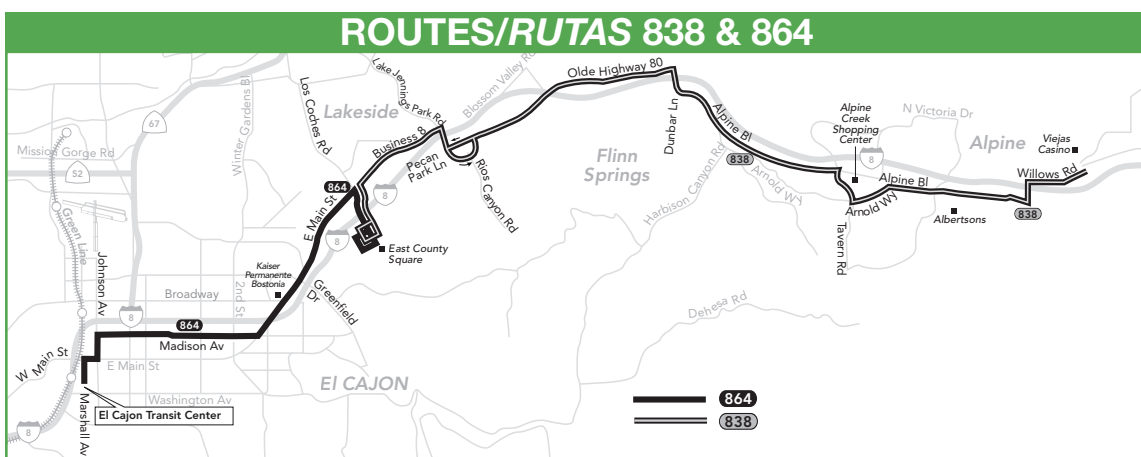 ROUTES/RUTAS 838 & 864
Lake Jennings
Park Rd
Blossom Valley Rd
Olde Highway 80
Los Coches Rd
Lakeside
Winter Gardens Bl
67
Mission Gorge Rd
52
Green Line
Business 8
Pecan
Park Ln
Rios Canyon Rd
8
Dunbar Ln
Flinn
Springs
Alpine Bl
838
Harbison Canyon Rd
Arnold Wy
Alpine
Creek
Shopping
Center
N Victoria Dr
8
Alpine
Viejas
Casino
Willows Rd
Alpine Bl
Arnold Wy
Albertsons
838
Tavern Rd
864
E Main St
8
East County
Square
Kaiser
Permanente
Bostonia
Greenfield
Dr
Johnson Av
Broadway
2nd St
8
864
Madison Av
Dehesa Rd
W Main St
E Main St
El CAJON
Washington Av
El Cajon Transit Center
Marshall Av
8
864
838